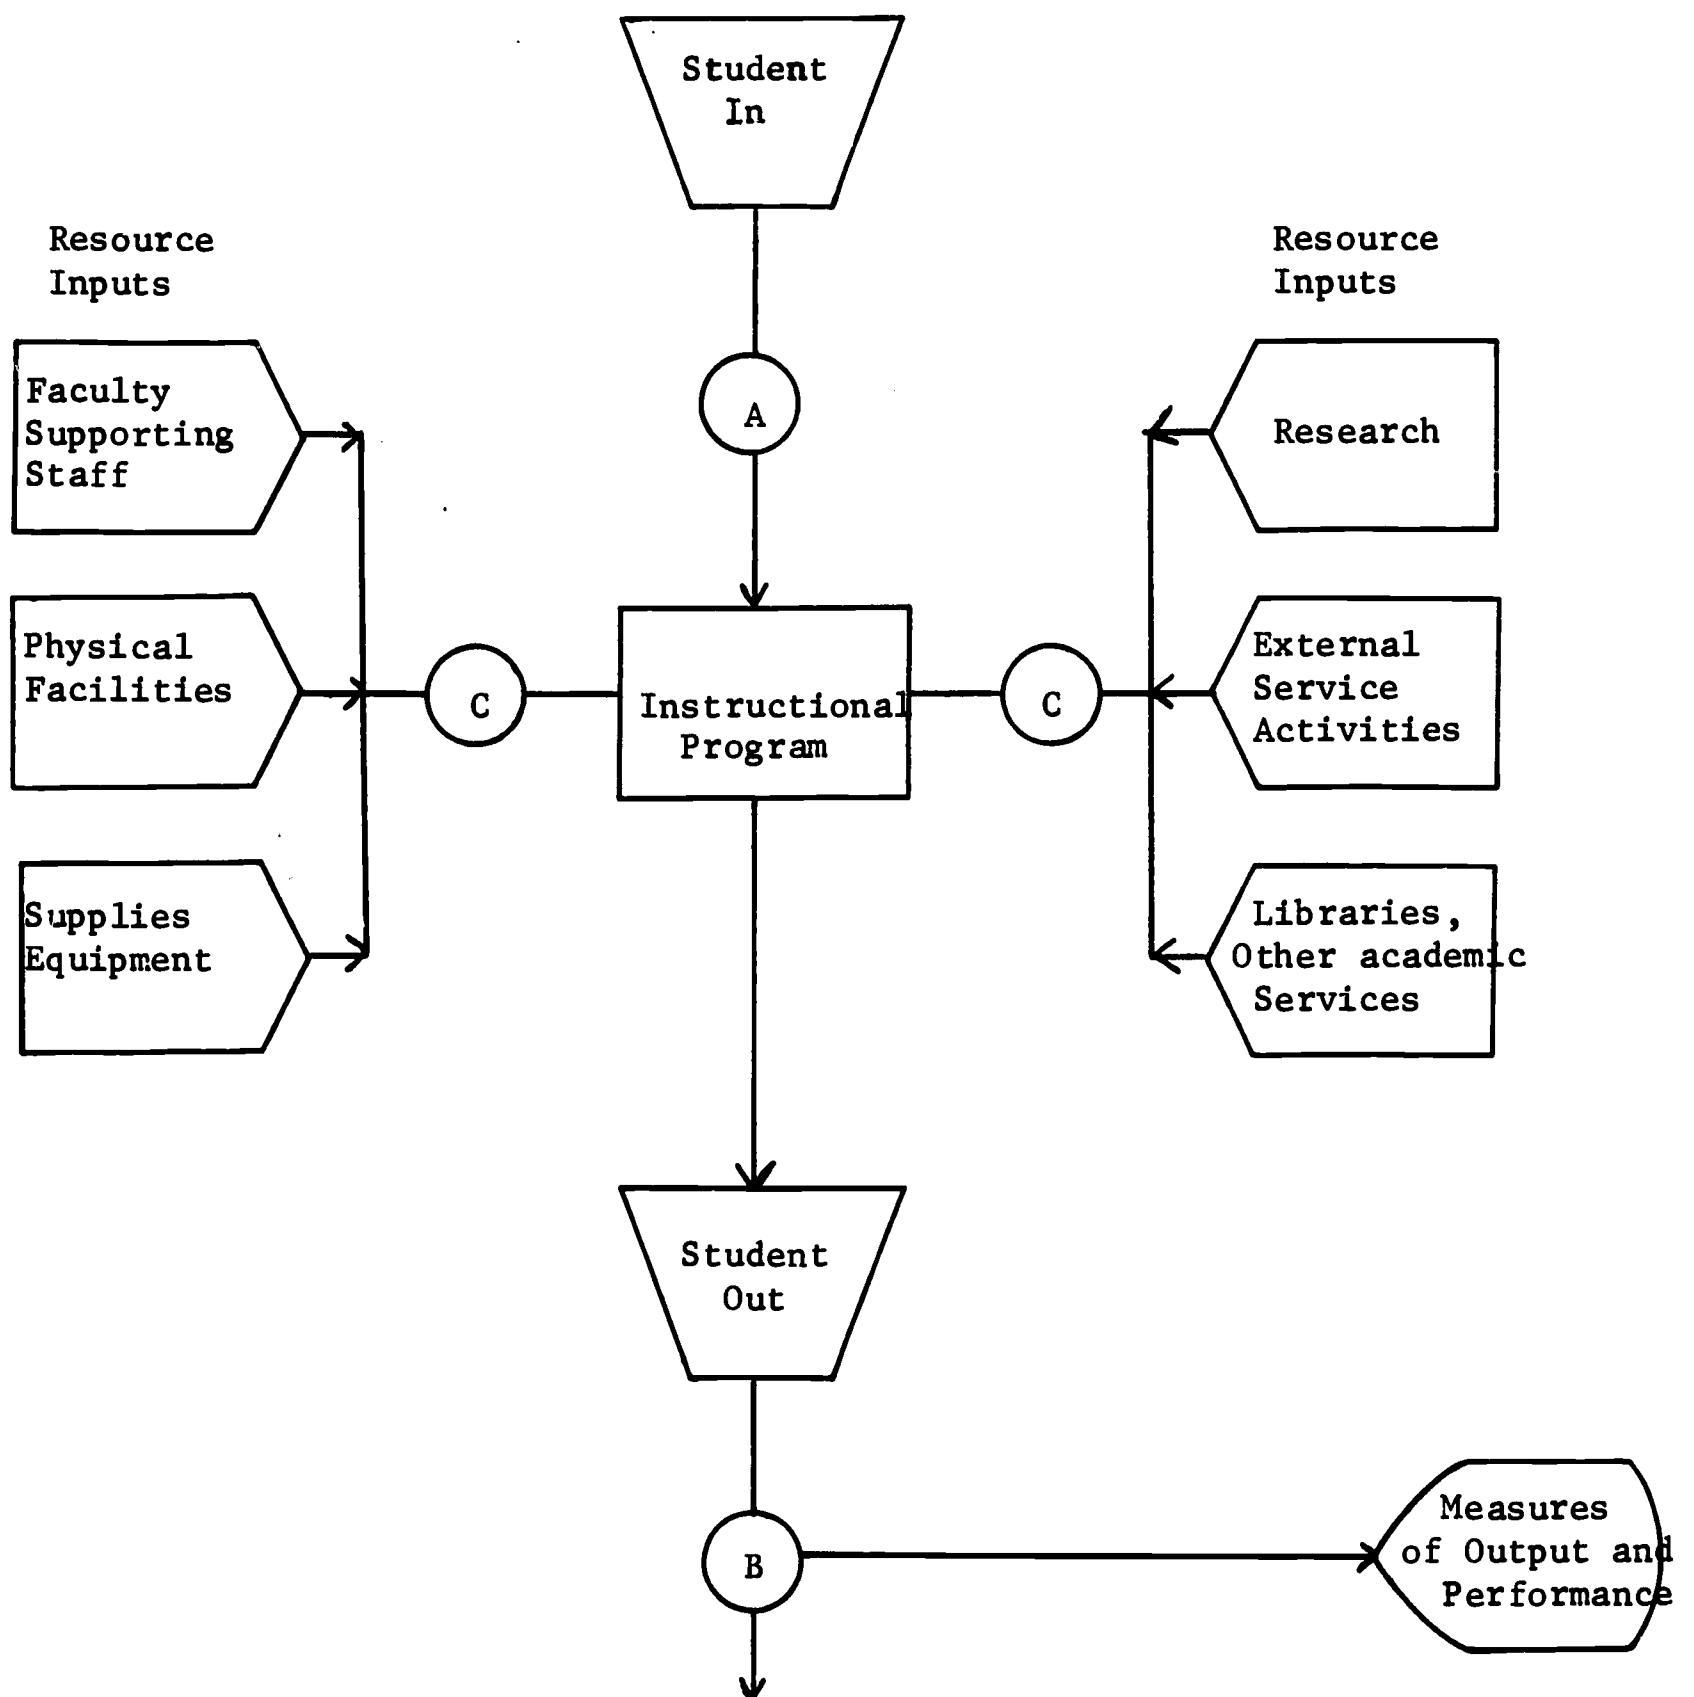 Student
In
Resource
Inputs
Resource
Inputs
Faculty
Supporting
Staff
A
Research
Physical
Facilities
C
Instructional
Program
C
External
Service
Activities
Supplies
Equipment
Libraries,
Other academic
Services
Student
Out
B
Measures
of Output and
Performance